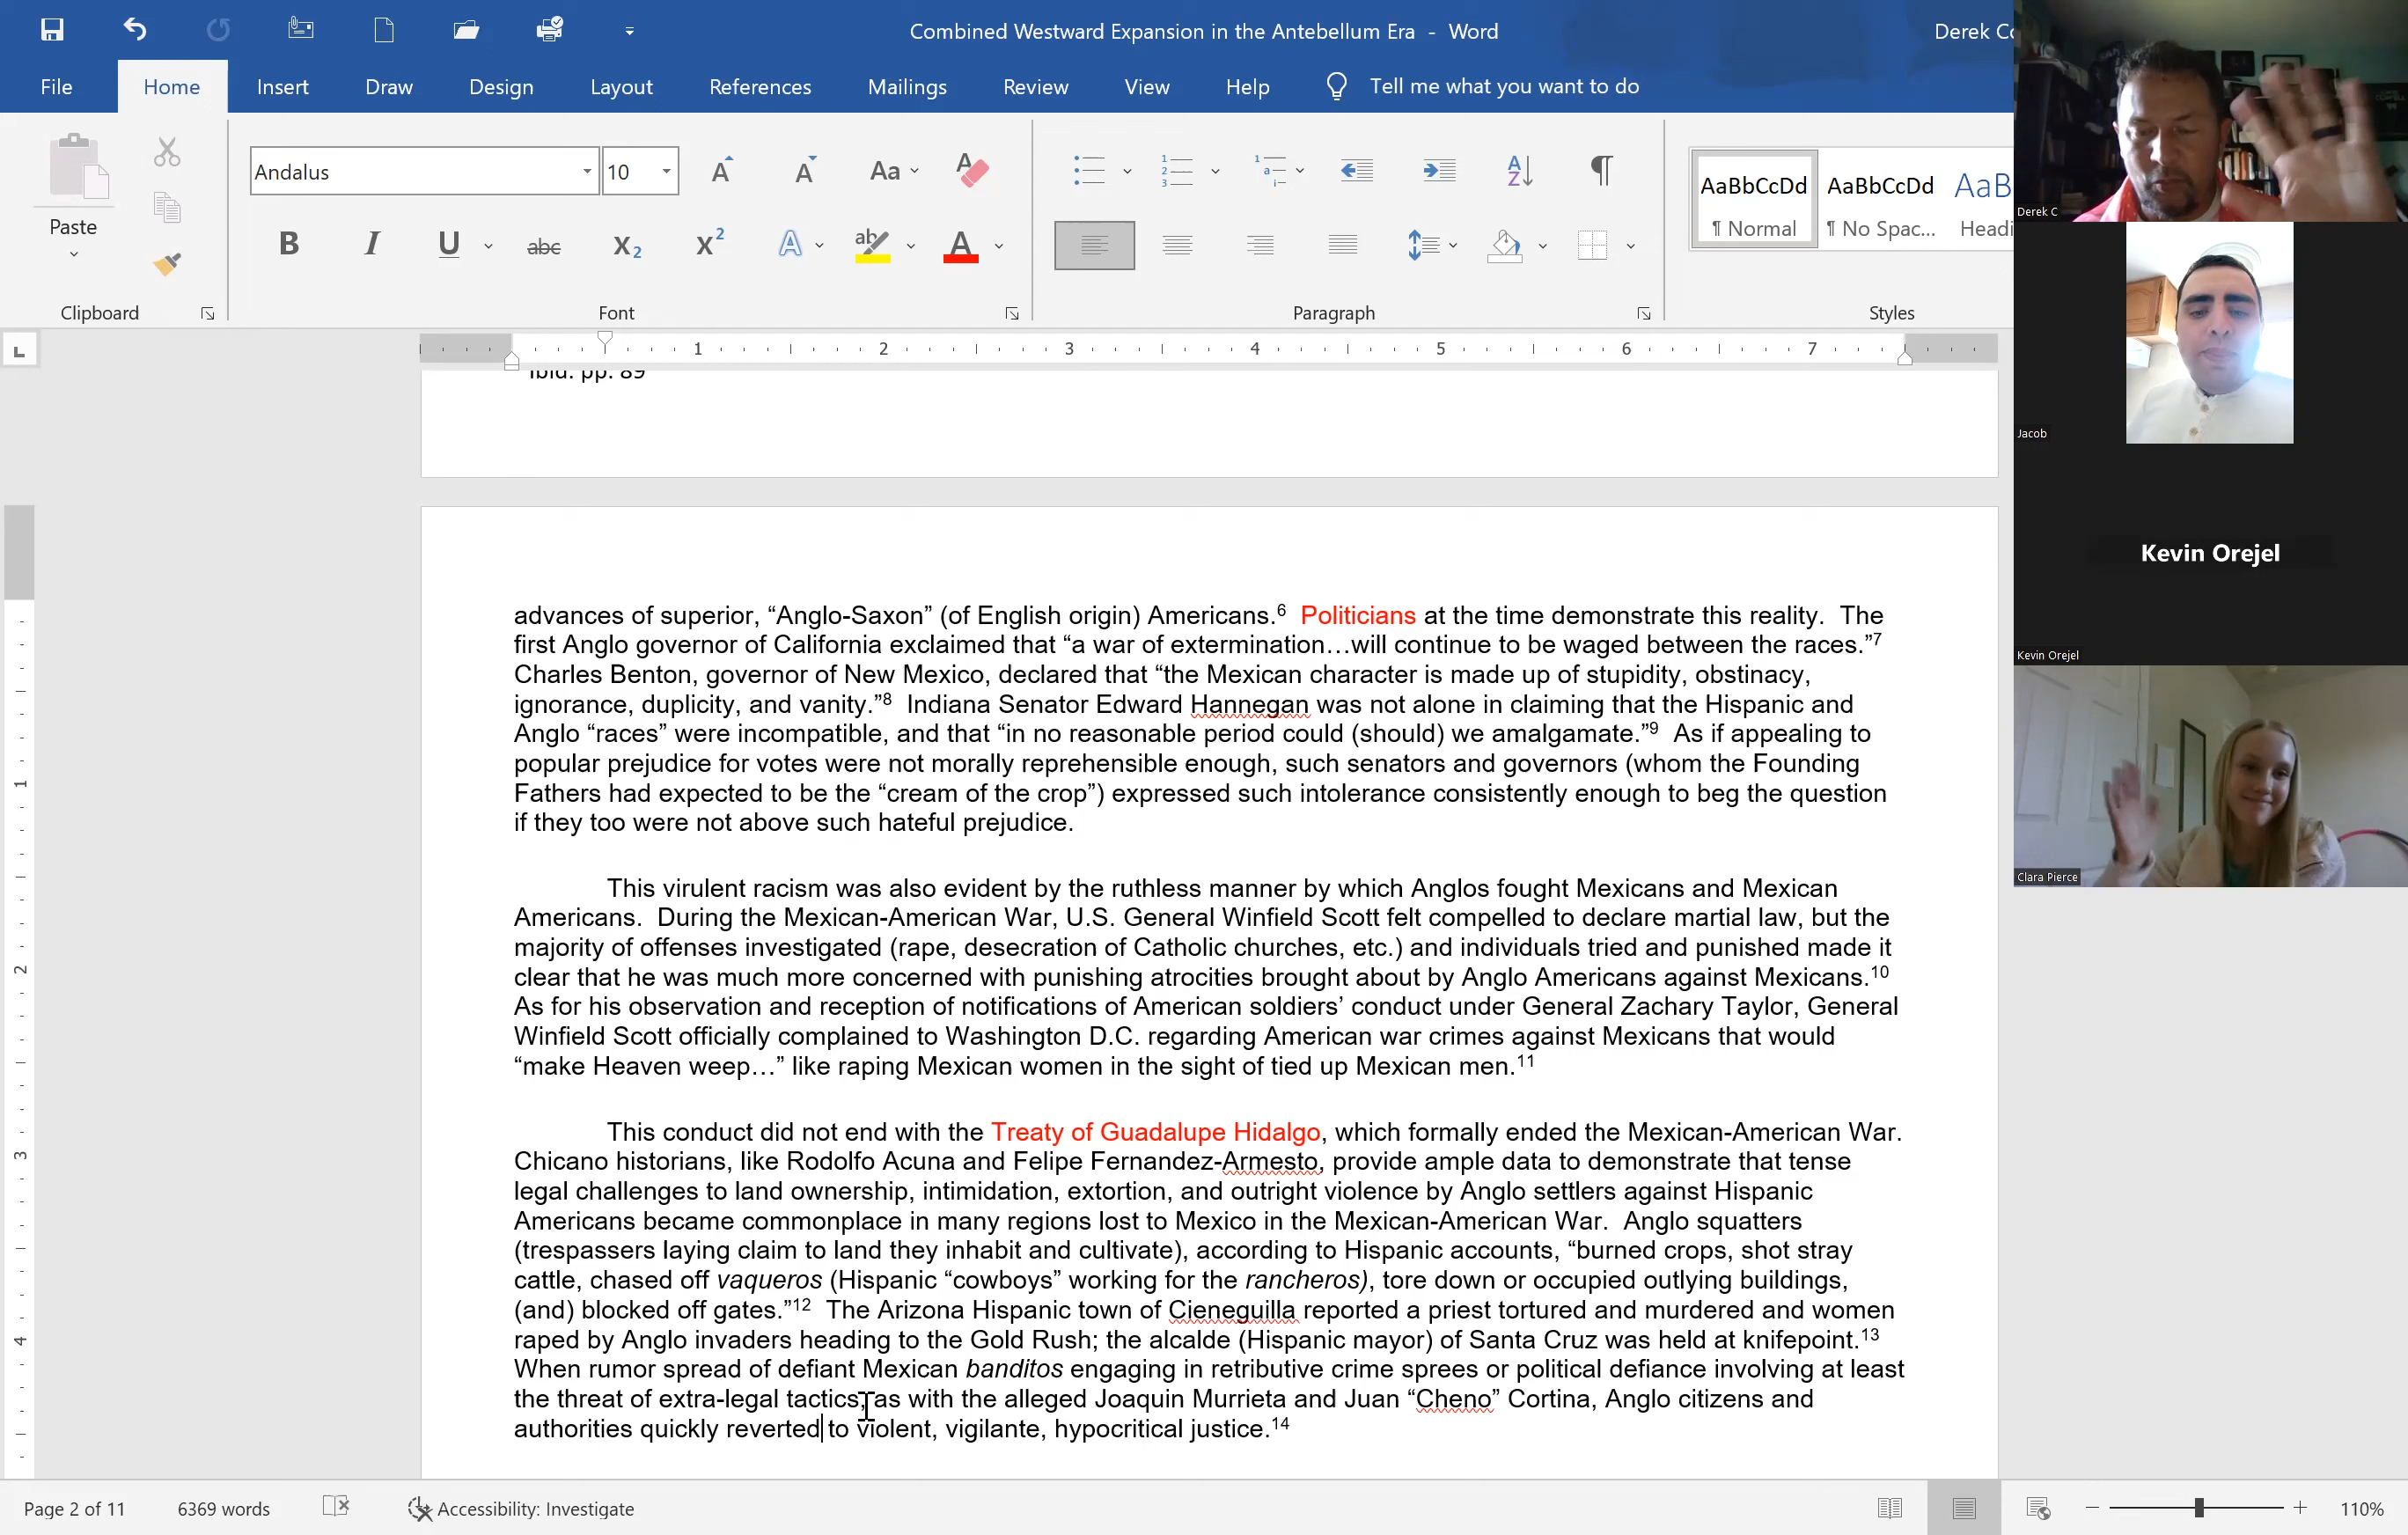 Combined Westward Expansion in the Antebellum Era - Word
Derek Co
File Home Insert Draw Design Layout References Mailings Review View Help Tell me what you want to do
Paste
Clipboard
Andalus 10
Font
Paragraph
AaBbCcDd AaBbCcDd AaB
¶ Normal ¶ No Spac... Headi
Styles
1 2 3 4 5 6 7
Ibid. pp. 89
advances of superior, “Anglo-Saxon” (of English origin) Americans.6  Politicians at the time demonstrate this reality.  The
first Anglo governor of California exclaimed that “a war of extermination…will continue to be waged between the races.”7
Charles Benton, governor of New Mexico, declared that “the Mexican character is made up of stupidity, obstinacy,
ignorance, duplicity, and vanity.”8  Indiana Senator Edward Hannegan was not alone in claiming that the Hispanic and
Anglo “races” were incompatible, and that “in no reasonable period could (should) we amalgamate.”9  As if appealing to
popular prejudice for votes were not morally reprehensible enough, such senators and governors (whom the Founding
Fathers had expected to be the “cream of the crop”) expressed such intolerance consistently enough to beg the question
if they too were not above such hateful prejudice.
This virulent racism was also evident by the ruthless manner by which Anglos fought Mexicans and Mexican
Americans.  During the Mexican-American War, U.S. General Winfield Scott felt compelled to declare martial law, but the
majority of offenses investigated (rape, desecration of Catholic churches, etc.) and individuals tried and punished made it
clear that he was much more concerned with punishing atrocities brought about by Anglo Americans against Mexicans.10
As for his observation and reception of notifications of American soldiers’ conduct under General Zachary Taylor, General
Winfield Scott officially complained to Washington D.C. regarding American war crimes against Mexicans that would
“make Heaven weep…” like raping Mexican women in the sight of tied up Mexican men.11
This conduct did not end with the Treaty of Guadalupe Hidalgo, which formally ended the Mexican-American War.
Chicano historians, like Rodolfo Acuna and Felipe Fernandez-Armesto, provide ample data to demonstrate that tense
legal challenges to land ownership, intimidation, extortion, and outright violence by Anglo settlers against Hispanic
Americans became commonplace in many regions lost to Mexico in the Mexican-American War.  Anglo squatters
(trespassers laying claim to land they inhabit and cultivate), according to Hispanic accounts, “burned crops, shot stray
cattle, chased off vaqueros (Hispanic “cowboys” working for the rancheros), tore down or occupied outlying buildings,
(and) blocked off gates.”12  The Arizona Hispanic town of Cieneguilla reported a priest tortured and murdered and women
raped by Anglo invaders heading to the Gold Rush; the alcalde (Hispanic mayor) of Santa Cruz was held at knifepoint.13
When rumor spread of defiant Mexican banditos engaging in retributive crime sprees or political defiance involving at least
the threat of extra-legal tactics, as with the alleged Joaquin Murrieta and Juan “Cheno” Cortina, Anglo citizens and
authorities quickly reverted to violent, vigilante, hypocritical justice.14
1
2
3
4
Page 2 of 11 6369 words Accessibility: Investigate 110%
Derek C
Jacob
Kevin Orejel
Kevin Orejel
Clara Pierce